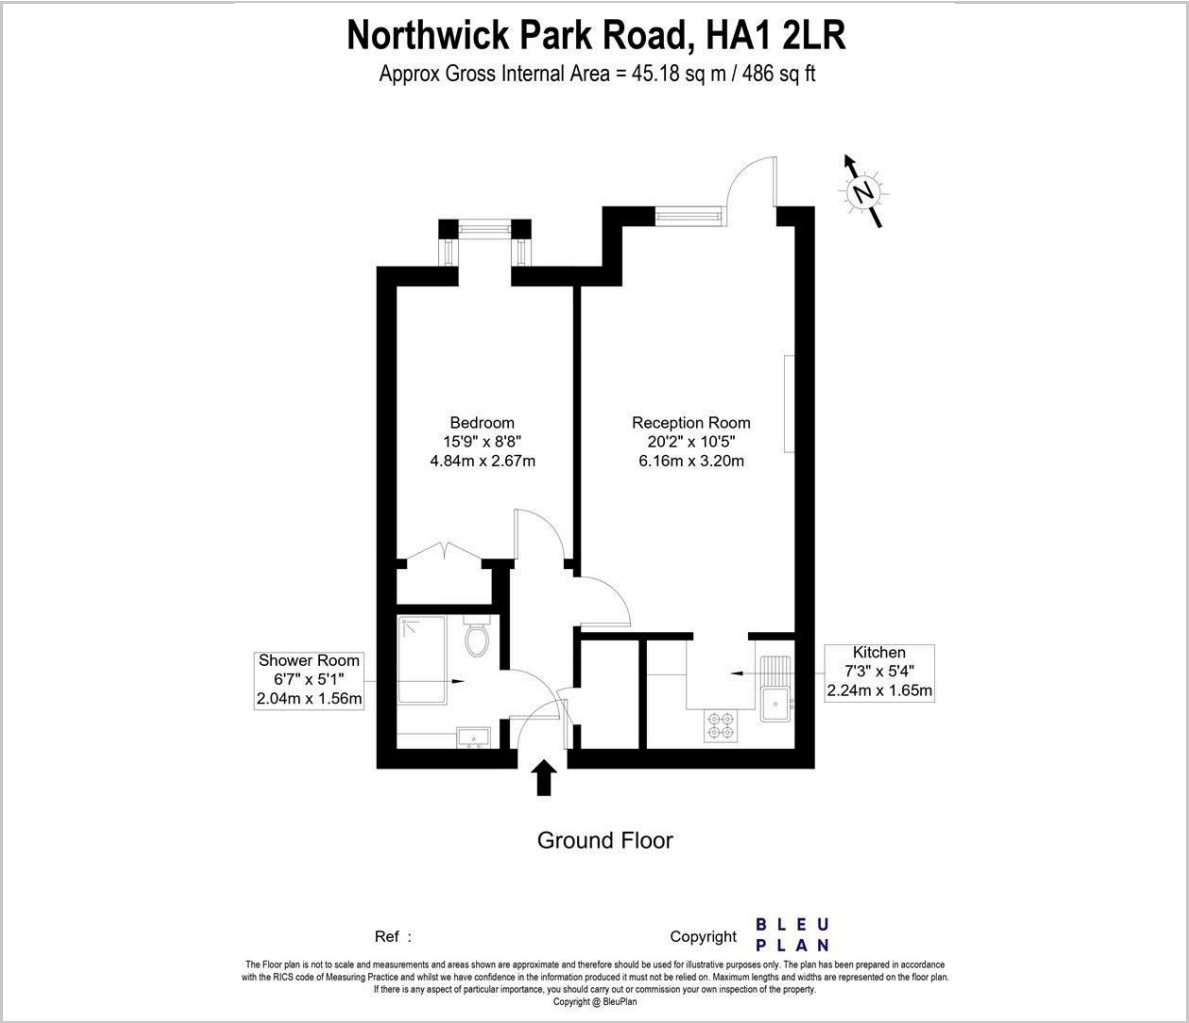 Northwick Park Road, HA1 2LR
Approx Gross Internal Area = 45.18 sq m / 486 sq ft
N
Bedroom
15'9" x 8'8"
4.84m x 2.67m
Reception Room
20'2" x 10'5"
6.16m x 3.20m
Shower Room
6'7" x 5'1"
2.04m x 1.56m
Kitchen
7'3" x 5'4"
2.24m x 1.65m
Ground Floor
Ref :
Copyright
BLEU
PLAN
The Floor plan is not to scale and measurements and areas shown are approximate and therefore should be used for illustrative purposes only. The plan has been prepared in accordance
with the RICS code of Measuring Practice and whilst we have confidence in the information produced it must not be relied on. Maximum lengths and widths are represented on the floor plan.
If there is any aspect of particular importance, you should carry out or commission your own inspection of the property.
Copyright @ BleuPlan